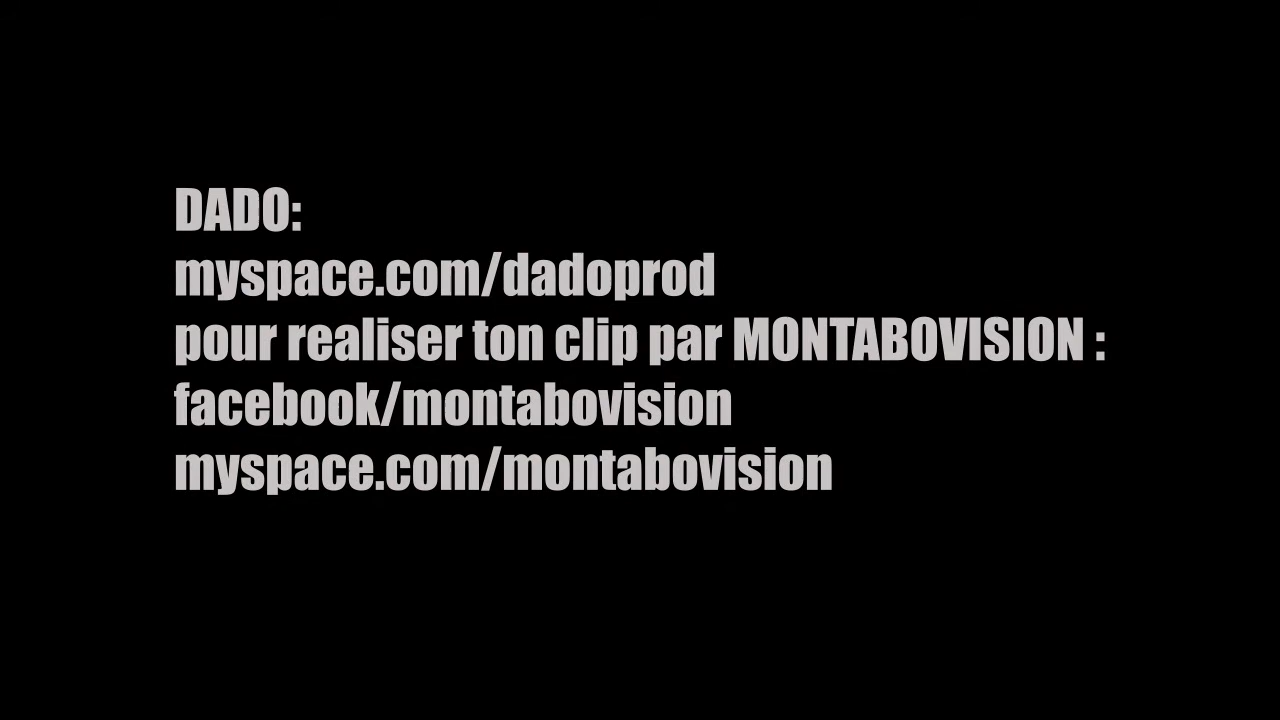 DADO:
myspace.com/dadoprod
pour realiser ton clip par MONTABOVISION :
facebook/montabovision
myspace.com/montabovision